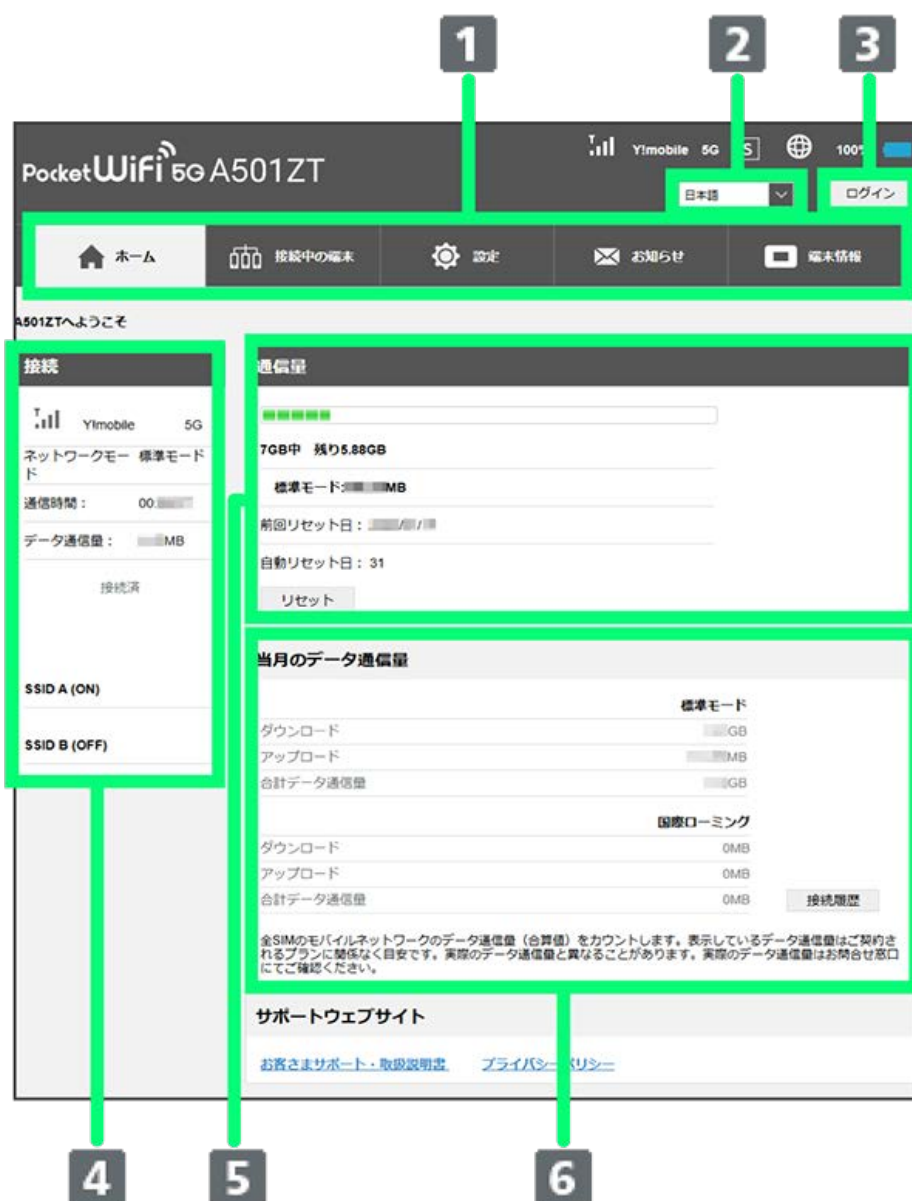 1 2 3
Pocket WiFi 5G A501ZT
Y!mobile 5G S 100%
日本語 ログイン
ホーム 接続中の端末 設定 お知らせ 端末情報
A501ZTへようこそ
接続
Y!mobile 5G
ネットワークモー 標準モード
ド
通信時間: 00:
データ通信量: MB
接続済
SSID A (ON)
SSID B (OFF)
通信量
7GB中 残り5.88GB
標準モード: MB
前回リセット日: / /
自動リセット日: 31
リセット
当月のデータ通信量
標準モード
ダウンロード GB
アップロード MB
合計データ通信量 GB
国際ローミング
ダウンロード 0MB
アップロード 0MB
合計データ通信量 0MB 接続履歴
全SIMのモバイルネットワークのデータ通信量(合算値)をカウントします。表示しているデータ通信量はご契約さ
れるプランに関係なく目安です。実際のデータ通信量と異なることがあります。実際のデータ通信量はお問合せ窓口
にてご確認ください。
サポートウェブサイト
お客さまサポート・取扱説明書 プライバシーポリシー
4 5 6